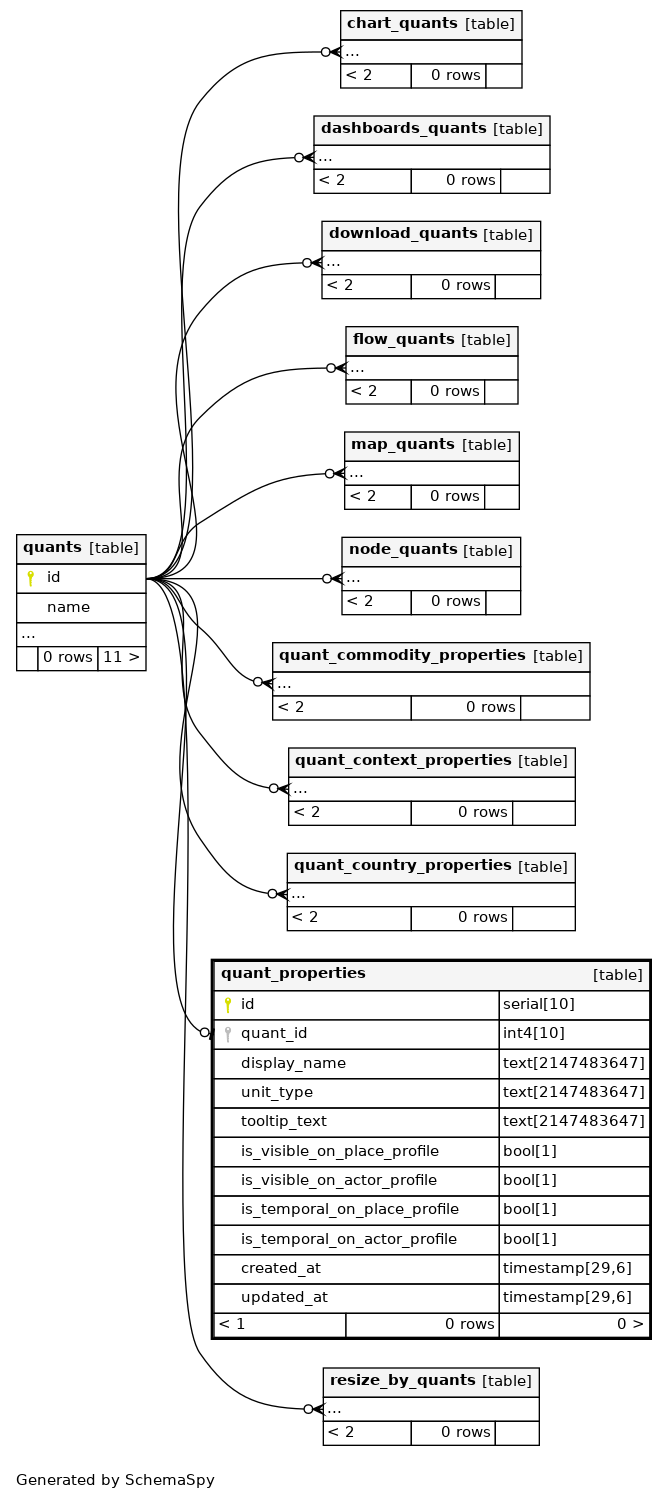 chart_quants [table]
...
< 2 0 rows
dashboards_quants [table]
...
< 2 0 rows
download_quants [table]
...
< 2 0 rows
flow_quants [table]
...
< 2 0 rows
map_quants [table]
...
< 2 0 rows
quants [table]
id
name
...
0 rows 11 >
node_quants [table]
...
< 2 0 rows
quant_commodity_properties [table]
...
< 2 0 rows
quant_context_properties [table]
...
< 2 0 rows
quant_country_properties [table]
...
< 2 0 rows
quant_properties [table]
id serial[10]
quant_id int4[10]
display_name text[2147483647]
unit_type text[2147483647]
tooltip_text text[2147483647]
is_visible_on_place_profile bool[1]
is_visible_on_actor_profile bool[1]
is_temporal_on_place_profile bool[1]
is_temporal_on_actor_profile bool[1]
created_at timestamp[29,6]
updated_at timestamp[29,6]
< 1 0 rows 0 >
resize_by_quants [table]
...
< 2 0 rows
Generated by SchemaSpy